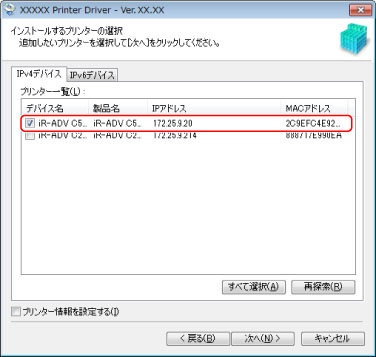 XXXXX Printer Driver - Ver. XX.XX
インストールするプリンターの選択
追加したいプリンターを選択して[次へ]をクリックしてください。
IPv4デバイス IPv6デバイス
プリンター一覧(L):
デバイス名 製品名 IPアドレス MACアドレス
iR-ADV C5... iR-ADV C5... 172.25.9.20 2C9EFC4E92...
iR-ADV C2... iR-ADV C2... 172.25.9.214 888717E990EA
すべて選択(A) 再探索(R)
プリンター情報を設定する(I)
< 戻る(B) 次へ(N) > キャンセル